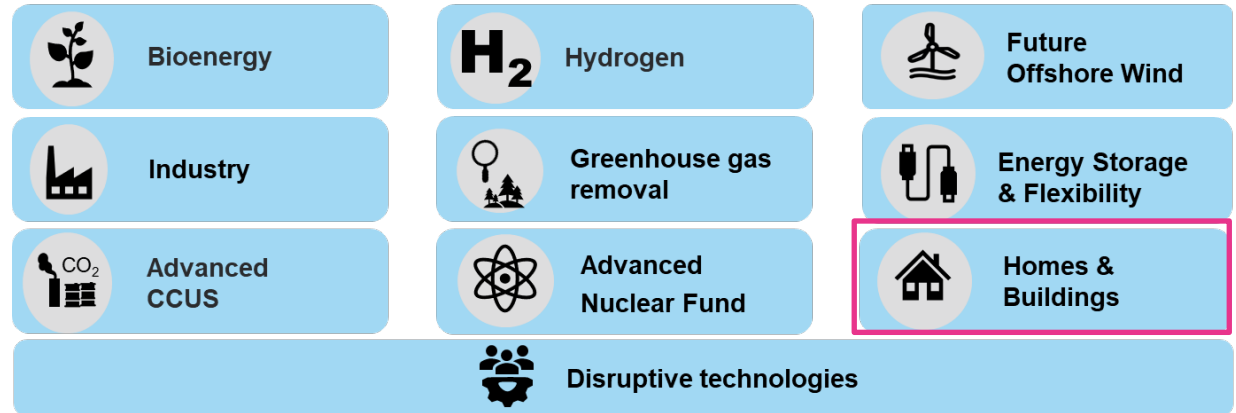 Bioenergy
H₂
Hydrogen
Future
Offshore Wind
Industry
Greenhouse gas
removal
Energy Storage
& Flexibility
CO₂
Advanced
CCUS
Advanced
Nuclear Fund
Homes &
Buildings
Disruptive technologies